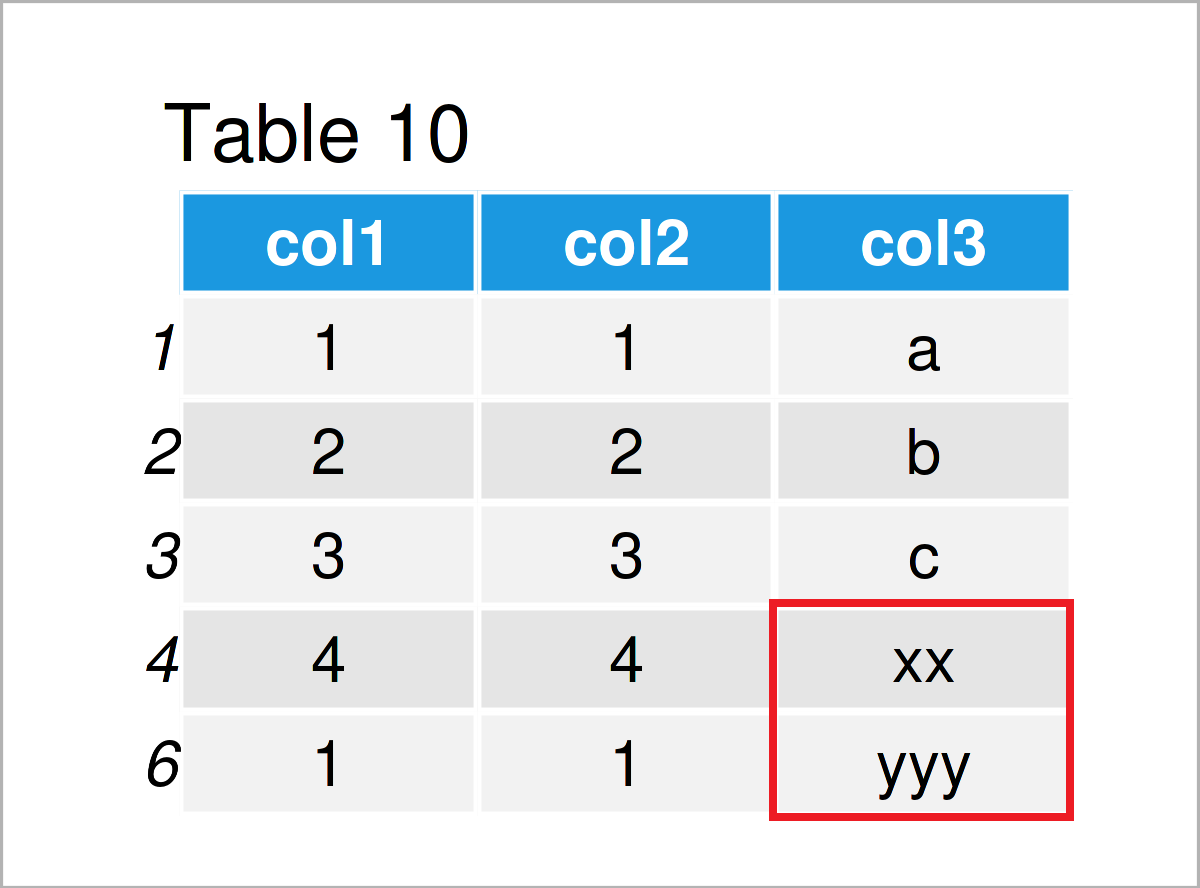 Table 10
col1 col2 col3
1 1 1 a
2 2 2 b
3 3 3 c
4 4 4 xx
6 1 1 yyy